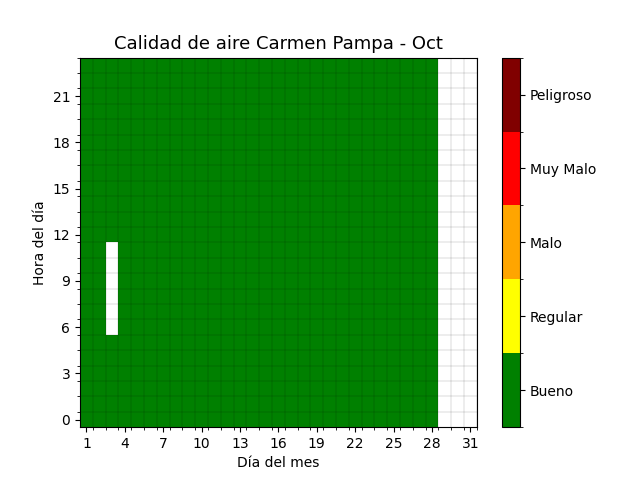 Calidad de aire Carmen Pampa - Oct
Hora del día
21
18
15
12
9
6
3
0
1 4 7 10 13 16 19 22 25 28 31
Día del mes
Peligroso
Muy Malo
Malo
Regular
Bueno